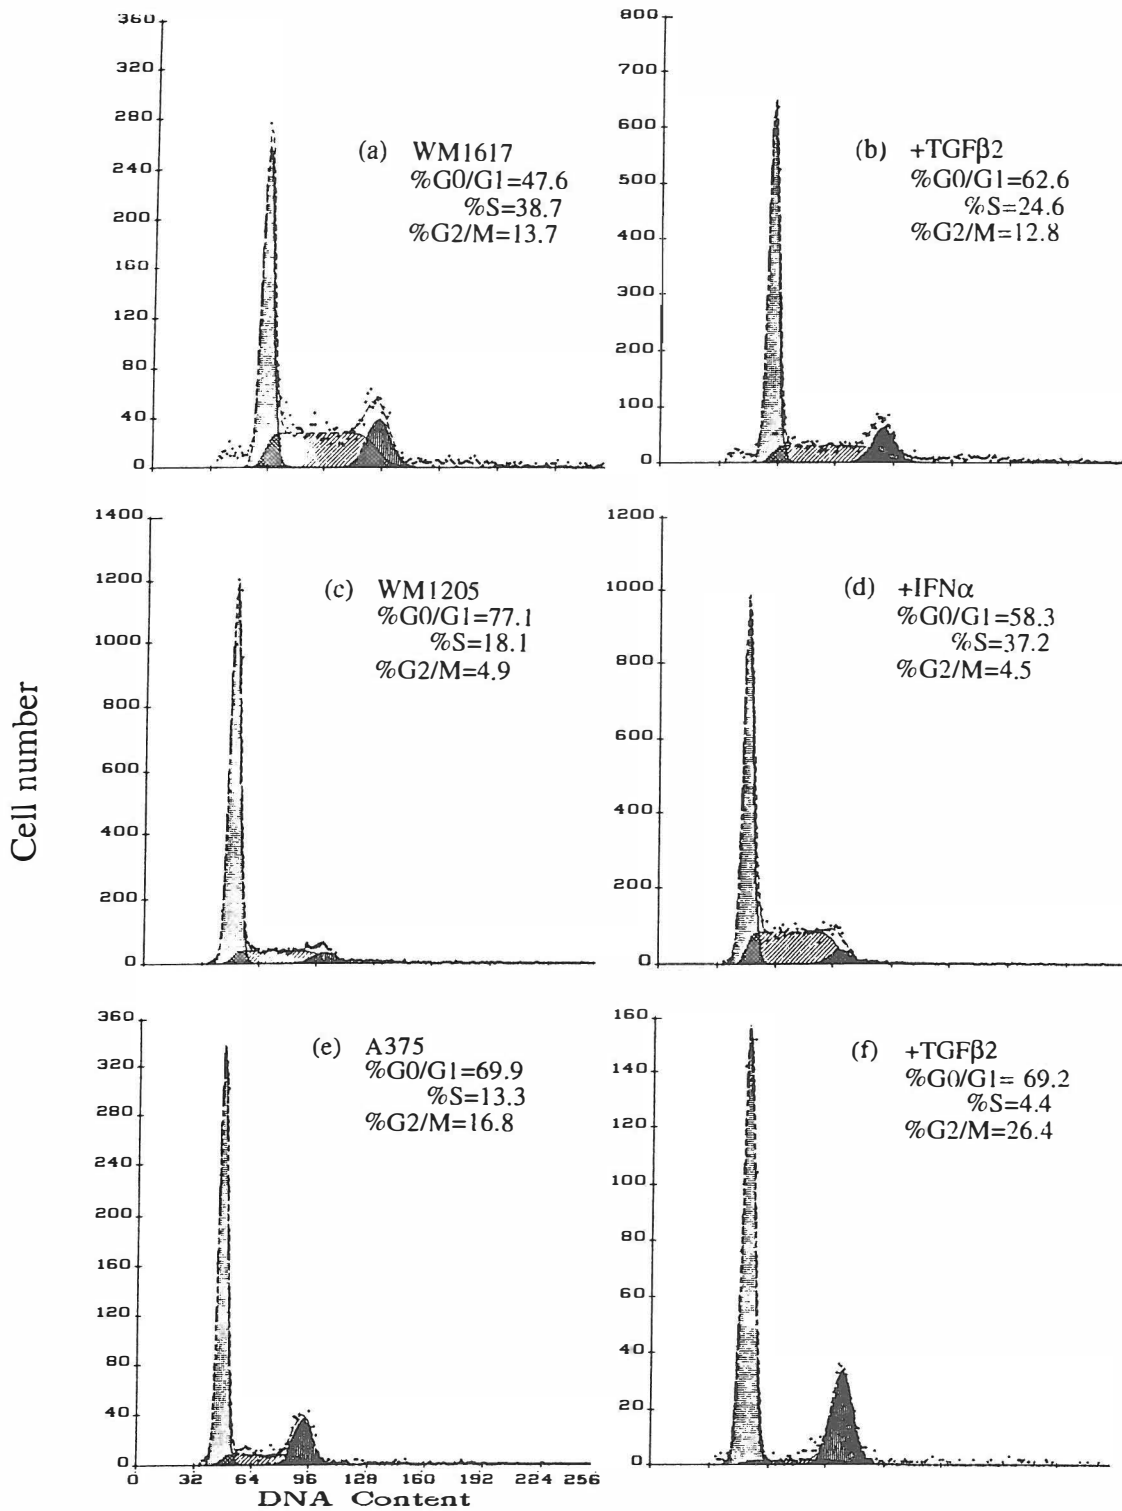 Cell number
360
320
280
240
200
160
120
80
40
0
(a) WM1617
%G0/G1=47.6
%S=38.7
%G2/M=13.7
800
700
600
500
400
300
200
100
0
(b) +TGFβ2
%G0/G1=62.6
%S=24.6
%G2/M=12.8
1400
1200
1000
800
600
400
200
0
(c) WM1205
%G0/G1=77.1
%S=18.1
%G2/M=4.9
1200
1000
800
600
400
200
0
(d) +IFNα
%G0/G1=58.3
%S=37.2
%G2/M=4.5
360
320
280
240
200
160
120
80
40
0
(e) A375
%G0/G1=69.9
%S=13.3
%G2/M=16.8
0 32 64 96 128 160 192 224 256
DNA Content
160
140
120
100
80
60
40
20
0
(f) +TGFβ2
%G0/G1= 69.2
%S=4.4
%G2/M=26.4